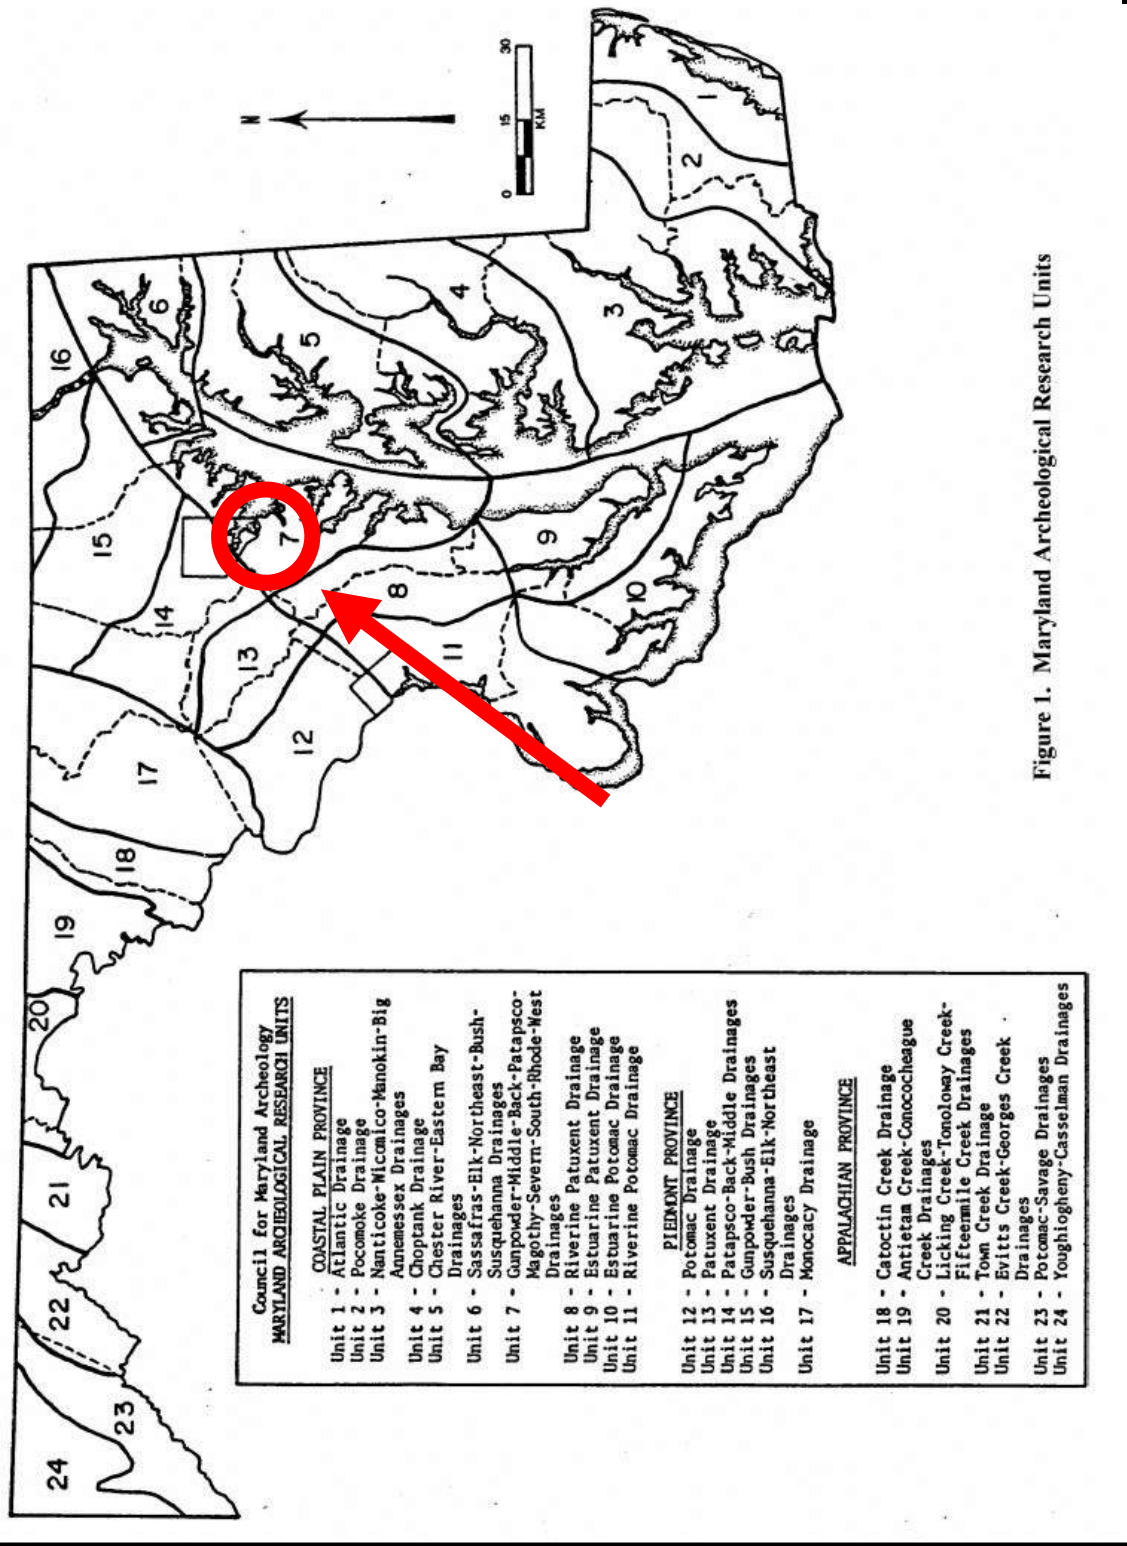 N
0 15 30
KM
1
2
3
4
5
6
7
8
9
10
11
12
13
14
15
16
17
18
19
20
21
22
23
24
Council for Maryland Archeology
MARYLAND ARCHEOLOGICAL RESEARCH UNITS
COASTAL PLAIN PROVINCE
Unit 1 - Atlantic Drainage
Unit 2 - Pocomoke Drainage
Unit 3 - Nanticoke-Wicomico-Manokin-Big
Annemessex Drainages
Unit 4 - Choptank Drainage
Unit 5 - Chester River-Eastern Bay
Drainages
Unit 6 - Sassafras-Elk-Northeast-Bush-
Susquehanna Drainages
Unit 7 - Gunpowder-Middle-Back-Patapsco-
Magothy-Severn-South-Rhode-West
Drainages
Unit 8 - Riverine Patuxent Drainage
Unit 9 - Estuarine Patuxent Drainage
Unit 10 - Estuarine Potomac Drainage
Unit 11 - Riverine Potomac Drainage
PIEDMONT PROVINCE
Unit 12 - Potomac Drainage
Unit 13 - Patuxent Drainage
Unit 14 - Patapsco-Back-Middle Drainages
Unit 15 - Gunpowder-Bush Drainages
Unit 16 - Susquehanna-Elk-Northeast
Drainages
Unit 17 - Monocacy Drainage
APPALACHIAN PROVINCE
Unit 18 - Catoctin Creek Drainage
Unit 19 - Antietam Creek-Conococheague
Creek Drainages
Unit 20 - Licking Creek-Tonoloway Creek-
Fifteenmile Creek Drainages
Unit 21 - Town Creek Drainage
Unit 22 - Evitts Creek-Georges Creek
Drainages
Unit 23 - Potomac-Savage Drainages
Unit 24 - Youghiogheny-Casselman Drainages
Figure 1. Maryland Archeological Research Units